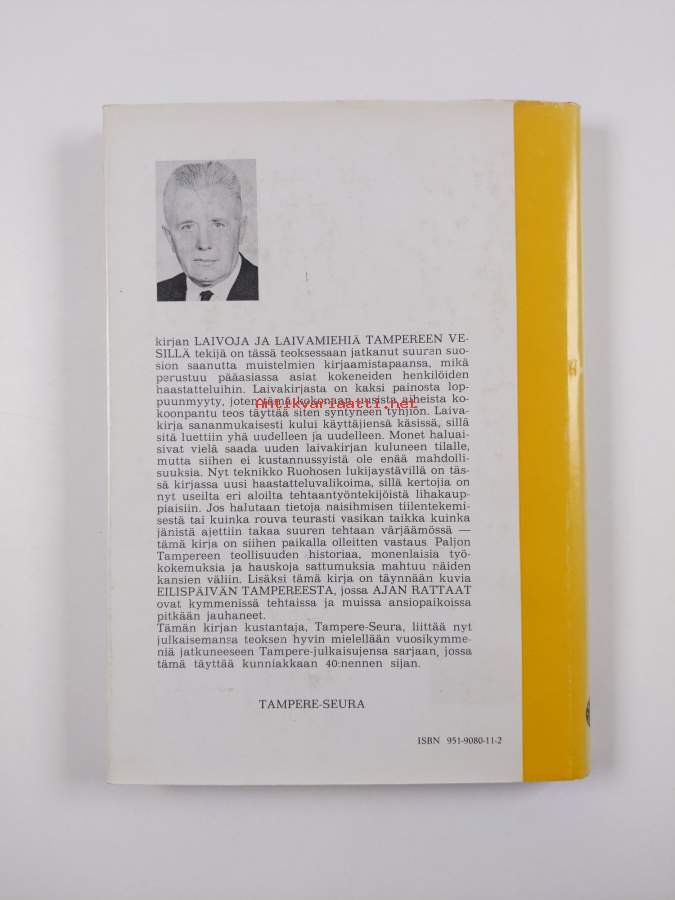 kirjan LAIVOJA JA LAIVAMIEHIÄ TAMPEREEN VE-
SILLÄ tekijä on tässä teoksessaan jatkanut suuren suo-
sion saanutta muistelmien kirjaamistapaansa, mikä
perustuu pääasiassa asiat kokeneiden henkilöiden
haastatteluihin. Laivakirjasta on kaksi painosta lop-
puunmyyty, joten tämä kokonaan uusista aiheista ko-
Antikvariaatti.net
koonpantu teos täyttää siten syntyneen tyhjiön. Laiva-
kirja sananmukaisesti kului käyttäjiensä käsissä, sillä
sitä luettiin yhä uudelleen ja uudelleen. Monet haluai-
sivat vielä saada uuden laivakirjan kuluneen tilalle,
mutta siihen ei kustannussyistä ole enää mahdolli-
suuksia. Nyt teknikko Ruohosen lukijaystävillä on täs-
sä kirjassa uusi haastatteluvalikoima, sillä kertojia on
nyt useilta eri aloilta tehtaantyöntekijöistä lihakaup-
piaisiin. Jos halutaan tietoja naisihmisen tiilentekemi-
sestä tai kuinka rouva teurasti vasikan taikka kuinka
jänistä ajettiin takaa suuren tehtaan värjäämössä —
tämä kirja on siihen paikalla olleitten vastaus. Paljon
Tampereen teollisuuden historiaa, monenlaisia työ-
kokemuksia ja hauskoja sattumuksia mahtuu näiden
kansien väliin. Lisäksi tämä kirja on täynnään kuvia
EILISPÄIVÄN TAMPEREESTA, jossa AJAN RATTAAT
ovat kymmenissä tehtaissa ja muissa ansiopaikoissa
pitkään jauhaneet.
Tämän kirjan kustantaja, Tampere-Seura, liittää nyt
julkaisemansa teoksen hyvin mielellään vuosikymme-
niä jatkuneeseen Tampere-julkaisujensa sarjaan, jossa
tämä täyttää kunniakkaan 40:nennen sijan.
TAMPERE-SEURA
ISBN 951-9080-11-2